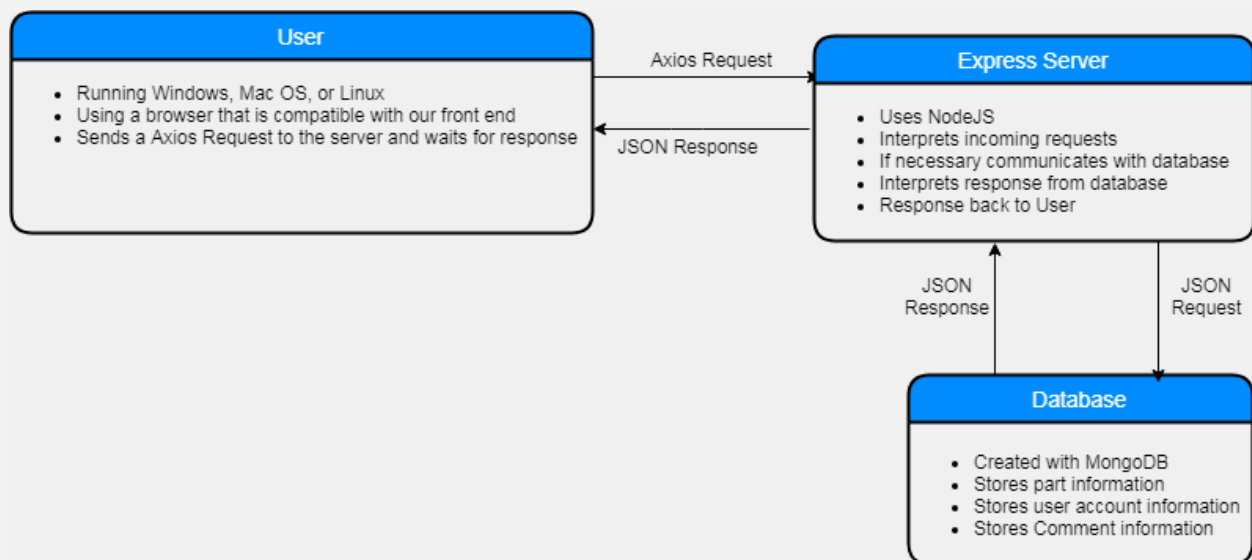 User
• Running Windows, Mac OS, or Linux
• Using a browser that is compatible with our front end
• Sends a Axios Request to the server and waits for response
Axios Request
JSON Response
Express Server
• Uses NodeJS
• Interprets incoming requests
• If necessary communicates with database
• Interprets response from database
• Response back to User
JSON
Response
JSON
Request
Database
• Created with MongoDB
• Stores part information
• Stores user account information
• Stores Comment information